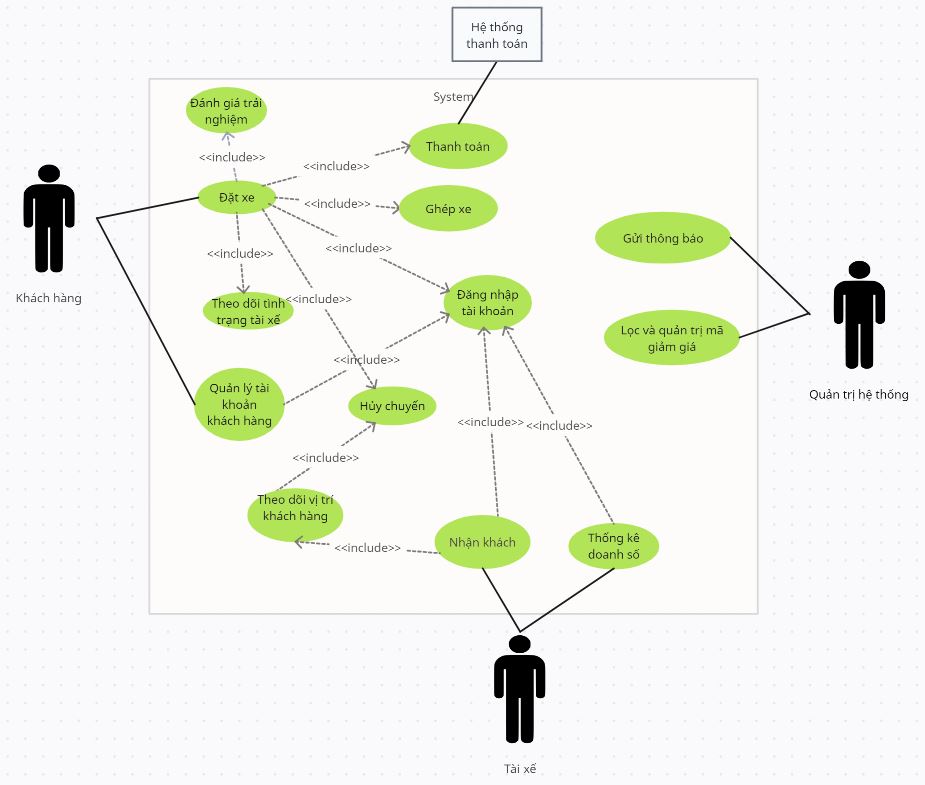 Hệ thống
thanh toán
System
Đánh giá trải
nghiệm
<<include>>
Thanh toán
<<include>>
Đặt xe
<<include>>
Ghép xe
Khách hàng
<<include>>
<<include>>
Gửi thông báo
Theo dõi tình
trạng tài xế
<<include>>
Đăng nhập
tài khoản
Lọc và quản trị mã
giảm giá
<<include>>
Quản lý tài
khoản
khách hàng
Hủy chuyến
Quản trị hệ thống
<<include>>
<<include>>
<<include>>
Theo dõi vị trí
khách hàng
<<include>>
Nhận khách
Thống kê
doanh số
Tài xế